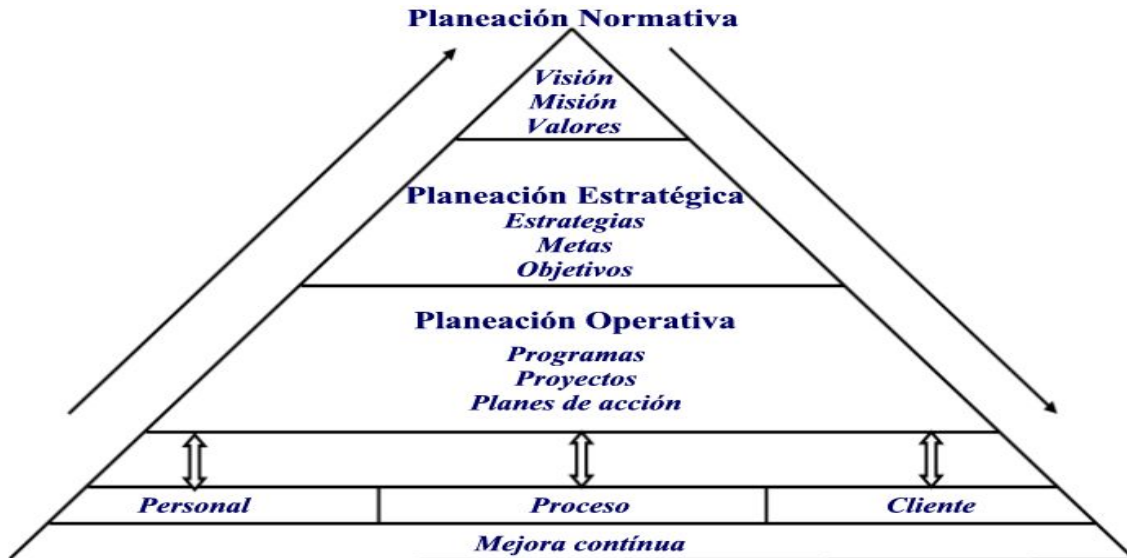 Planeación Normativa
Visión
Misión
Valores
Planeación Estratégica
Estrategias
Metas
Objetivos
Planeación Operativa
Programas
Proyectos
Planes de acción
Personal Proceso Cliente
Mejora contínua